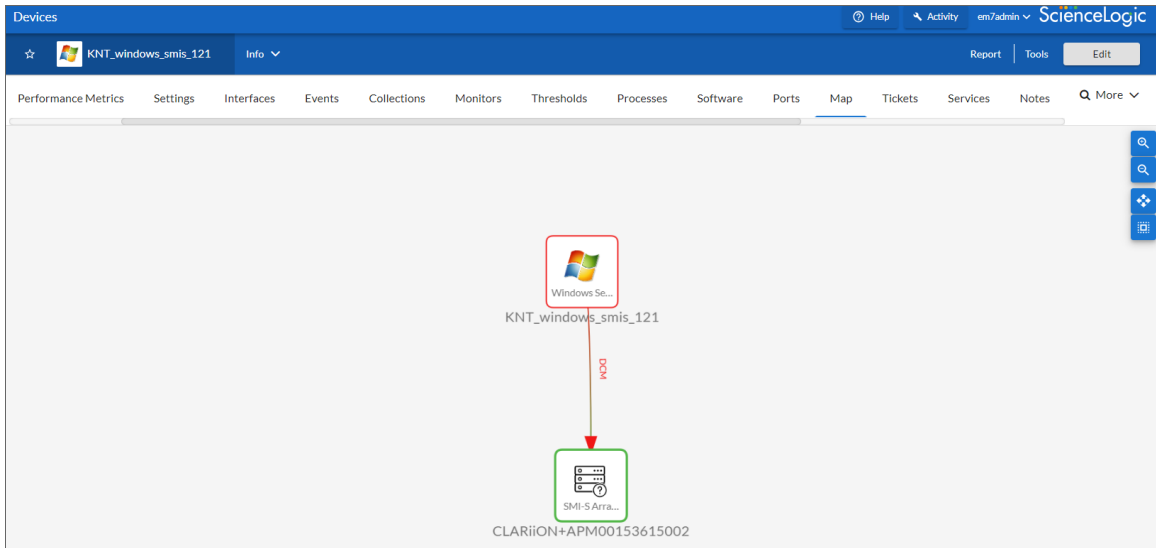 Devices
Help
Activity
em7admin
ScienceLogic
KNT_windows_smis_121
Info
Report
Tools
Edit
Performance Metrics
Settings
Interfaces
Events
Collections
Monitors
Thresholds
Processes
Software
Ports
Map
Tickets
Services
Notes
More
Windows Se...
KNT_windows_smis_121
DCM
SMI-S Arra...
CLARiiON+APM00153615002